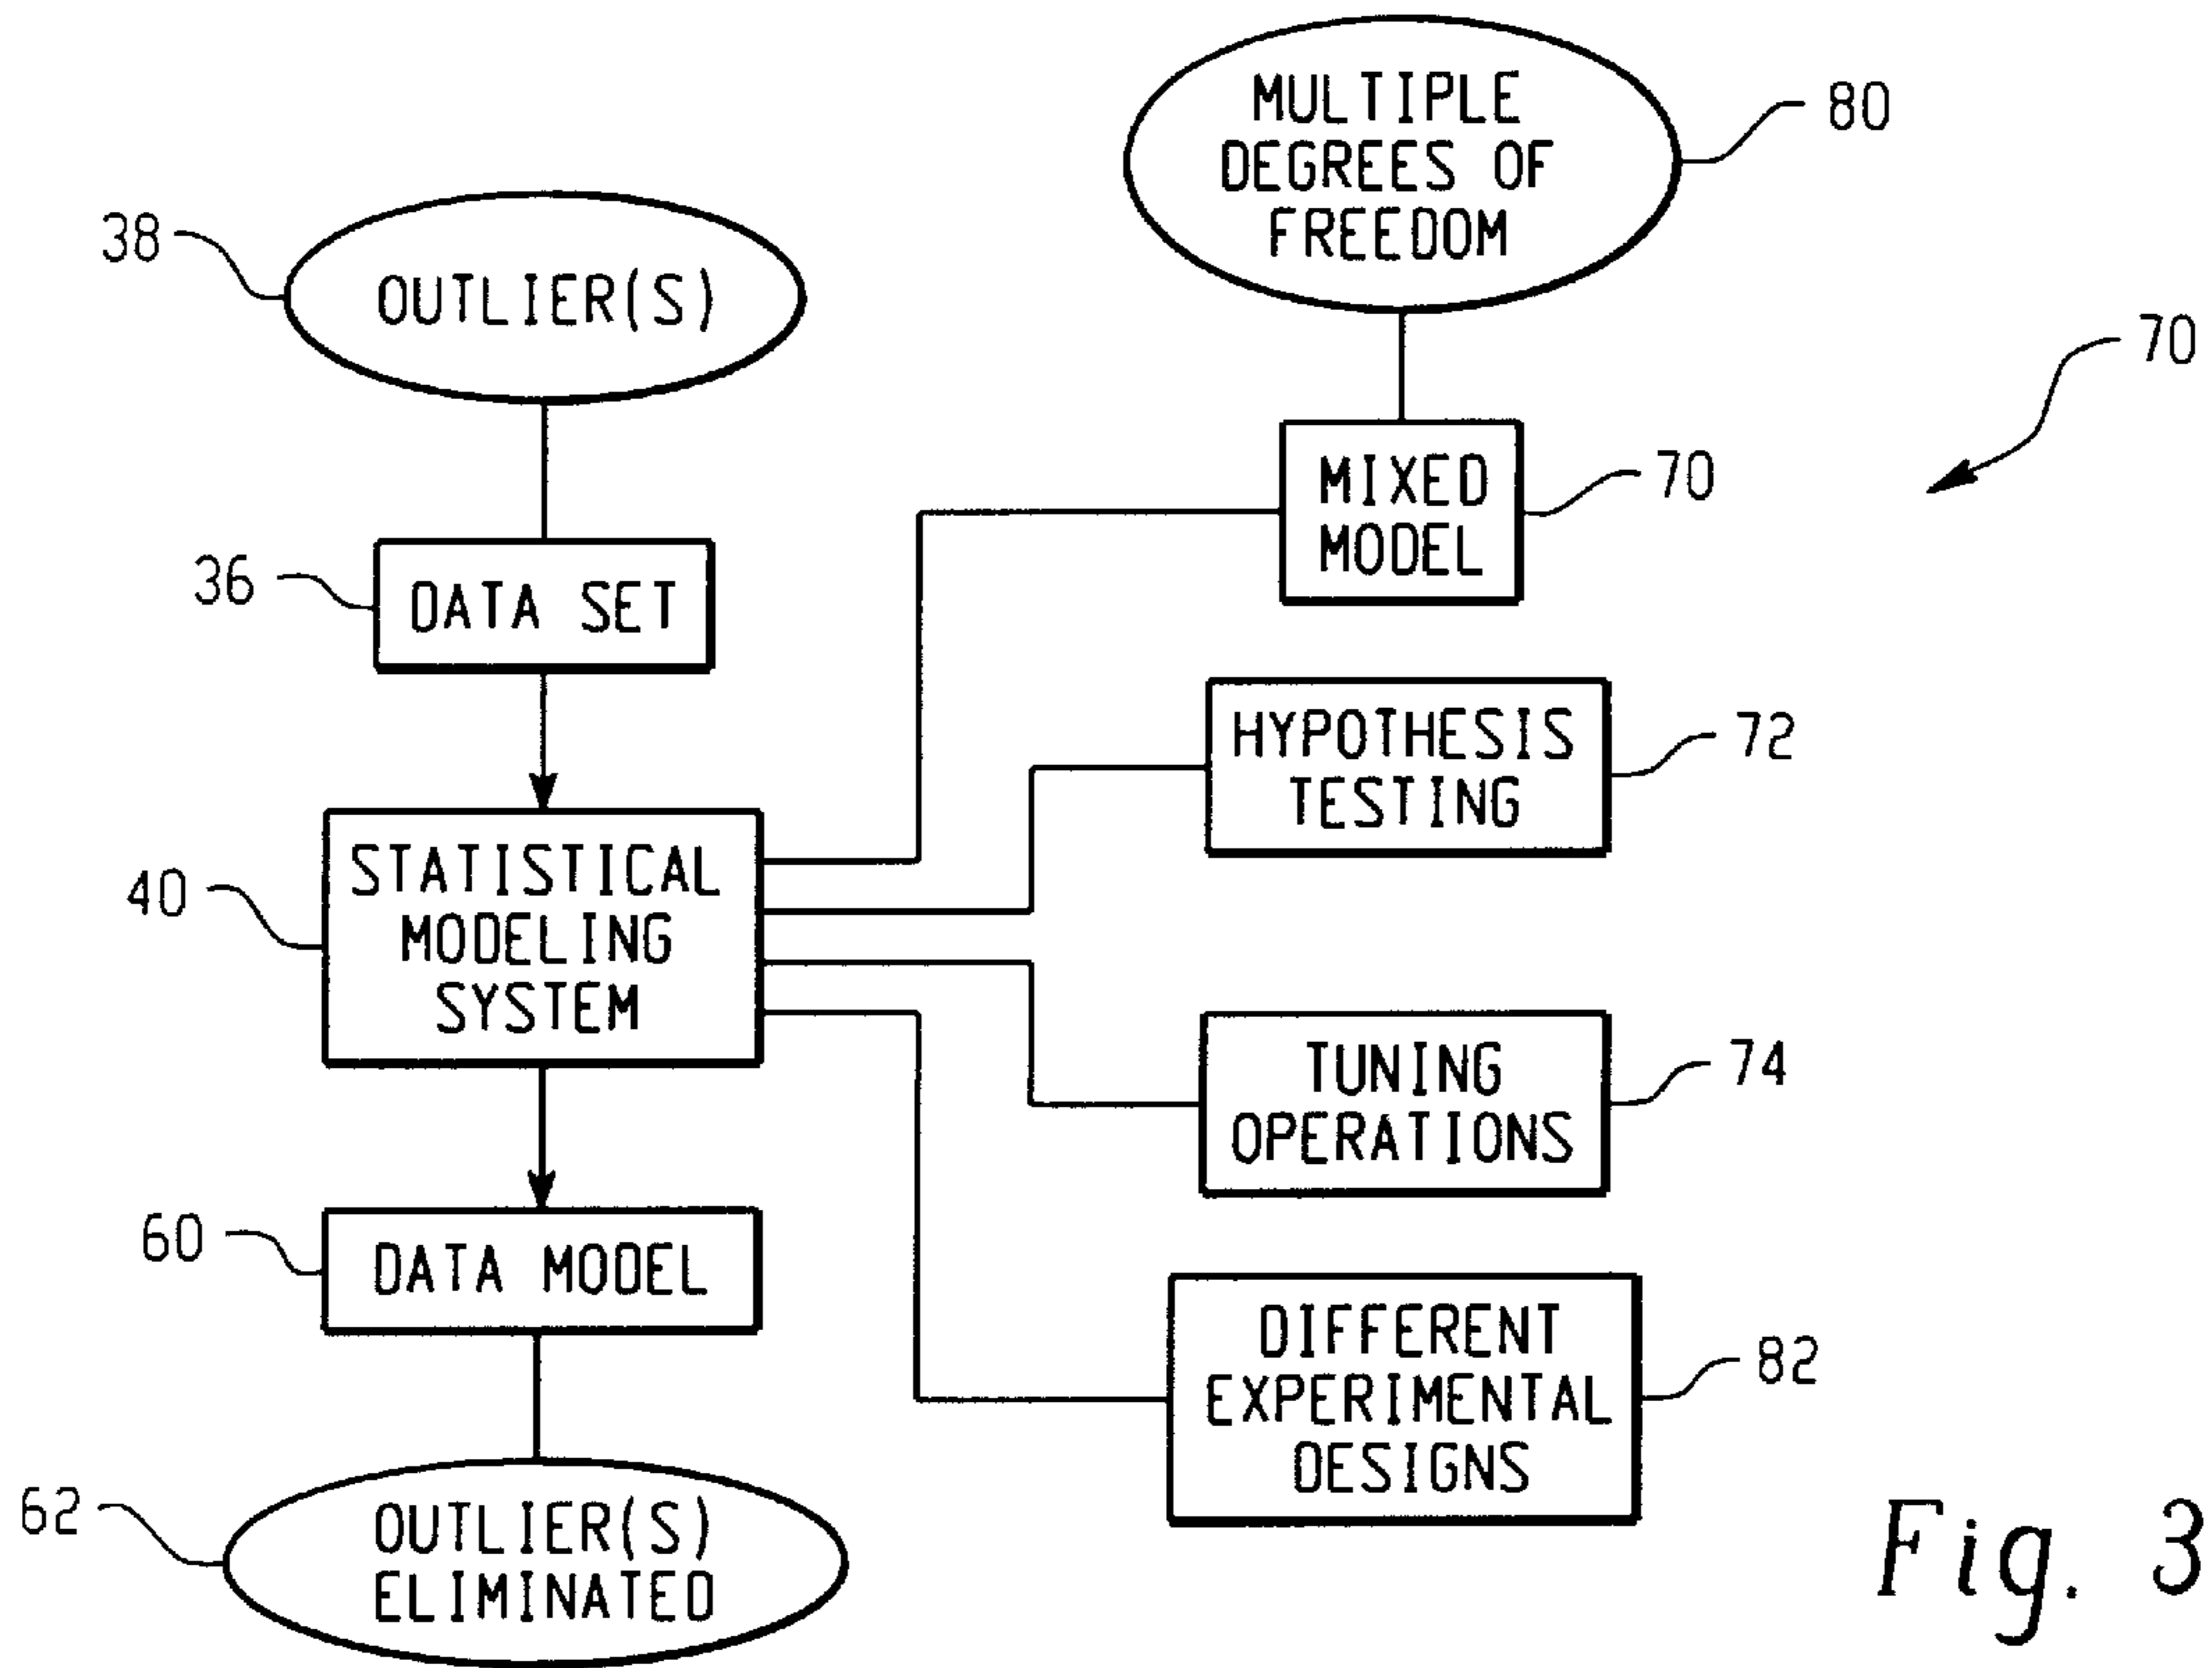 MULTIPLE
DEGREES OF
FREEDOM
80
38
OUTLIER(S)
70
MIXED
MODEL
70
36
DATA SET
HYPOTHESIS
TESTING
72
40
STATISTICAL
MODELING
SYSTEM
TUNING
OPERATIONS
74
60
DATA MODEL
DIFFERENT
EXPERIMENTAL
DESIGNS
82
62
OUTLIER(S)
ELIMINATED
Fig. 3